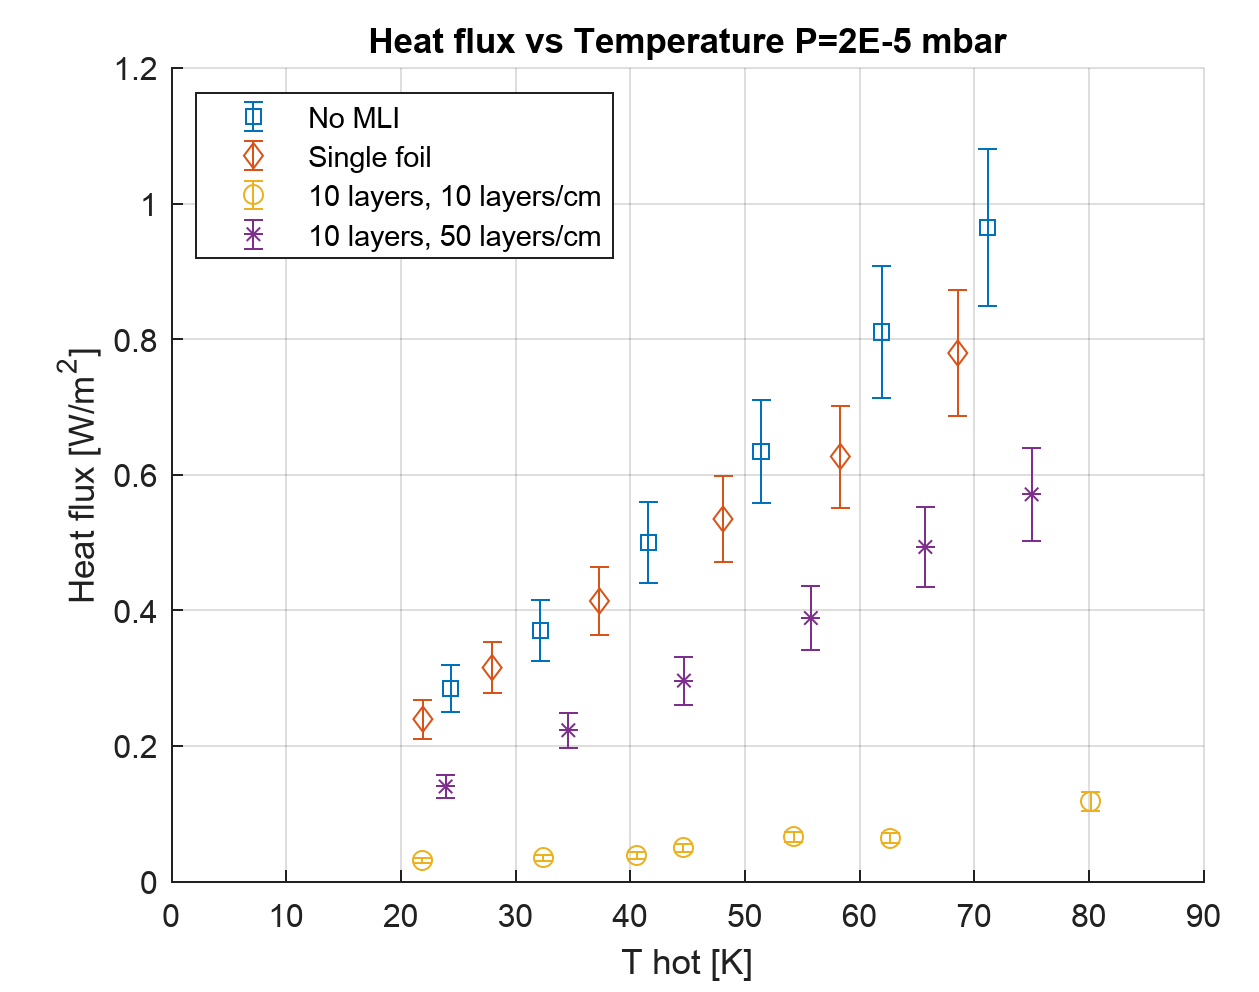 Heat flux vs Temperature P=2E-5 mbar
1.2
1
0.8
0.6
0.4
0.2
0
Heat flux [W/m²]
No MLI
Single foil
10 layers, 10 layers/cm
10 layers, 50 layers/cm
0 10 20 30 40 50 60 70 80 90
T hot [K]